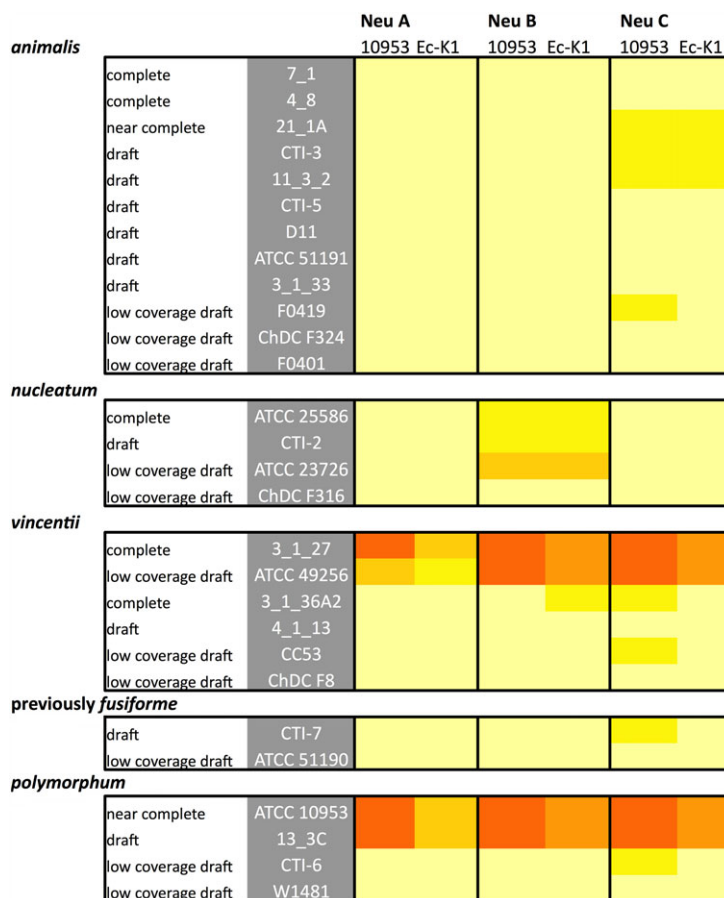 Neu A Neu B Neu C
animalis 10953 Ec-K1 10953 Ec-K1 10953 Ec-K1
complete 7_1
complete 4_8
near complete 21_1A
draft CTI-3
draft 11_3_2
draft CTI-5
draft D11
draft ATCC 51191
draft 3_1_33
low coverage draft F0419
low coverage draft ChDC F324
low coverage draft F0401
nucleatum
complete ATCC 25586
draft CTI-2
low coverage draft ATCC 23726
low coverage draft ChDC F316
vincentii
complete 3_1_27
low coverage draft ATCC 49256
complete 3_1_36A2
draft 4_1_13
low coverage draft CC53
low coverage draft ChDC F8
previously fusiforme
draft CTI-7
low coverage draft ATCC 51190
polymorphum
near complete ATCC 10953
draft 13_3C
low coverage draft CTI-6
low coverage draft W1481